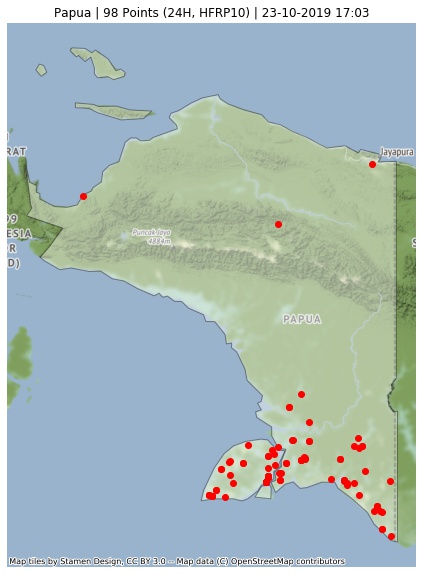 Papua | 98 Points (24H, HFRP10) | 23-10-2019 17:03
RAT
Jayapura
Puncak Jaya
4884m
ESIA
R
D)
PAPUA
Map tiles by Stamen Design, CC BY 3.0 -- Map data (C) OpenStreetMap contributors